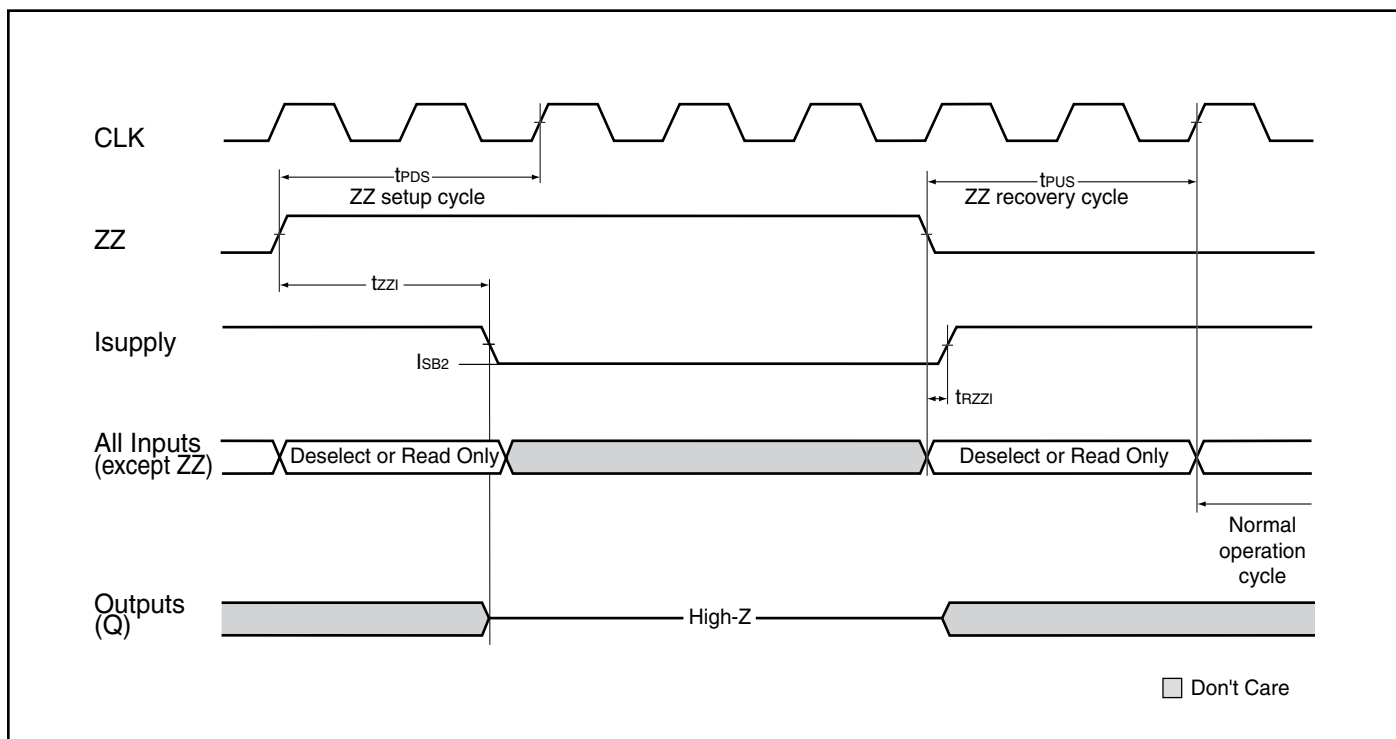 CLK
tPDS
ZZ setup cycle
tPUS
ZZ recovery cycle
ZZ
tZZI
Isupply
ISB2
tRZZI
All Inputs
(except ZZ)
Deselect or Read Only
Deselect or Read Only
Normal
operation
cycle
Outputs
(Q)
High-Z
Don't Care